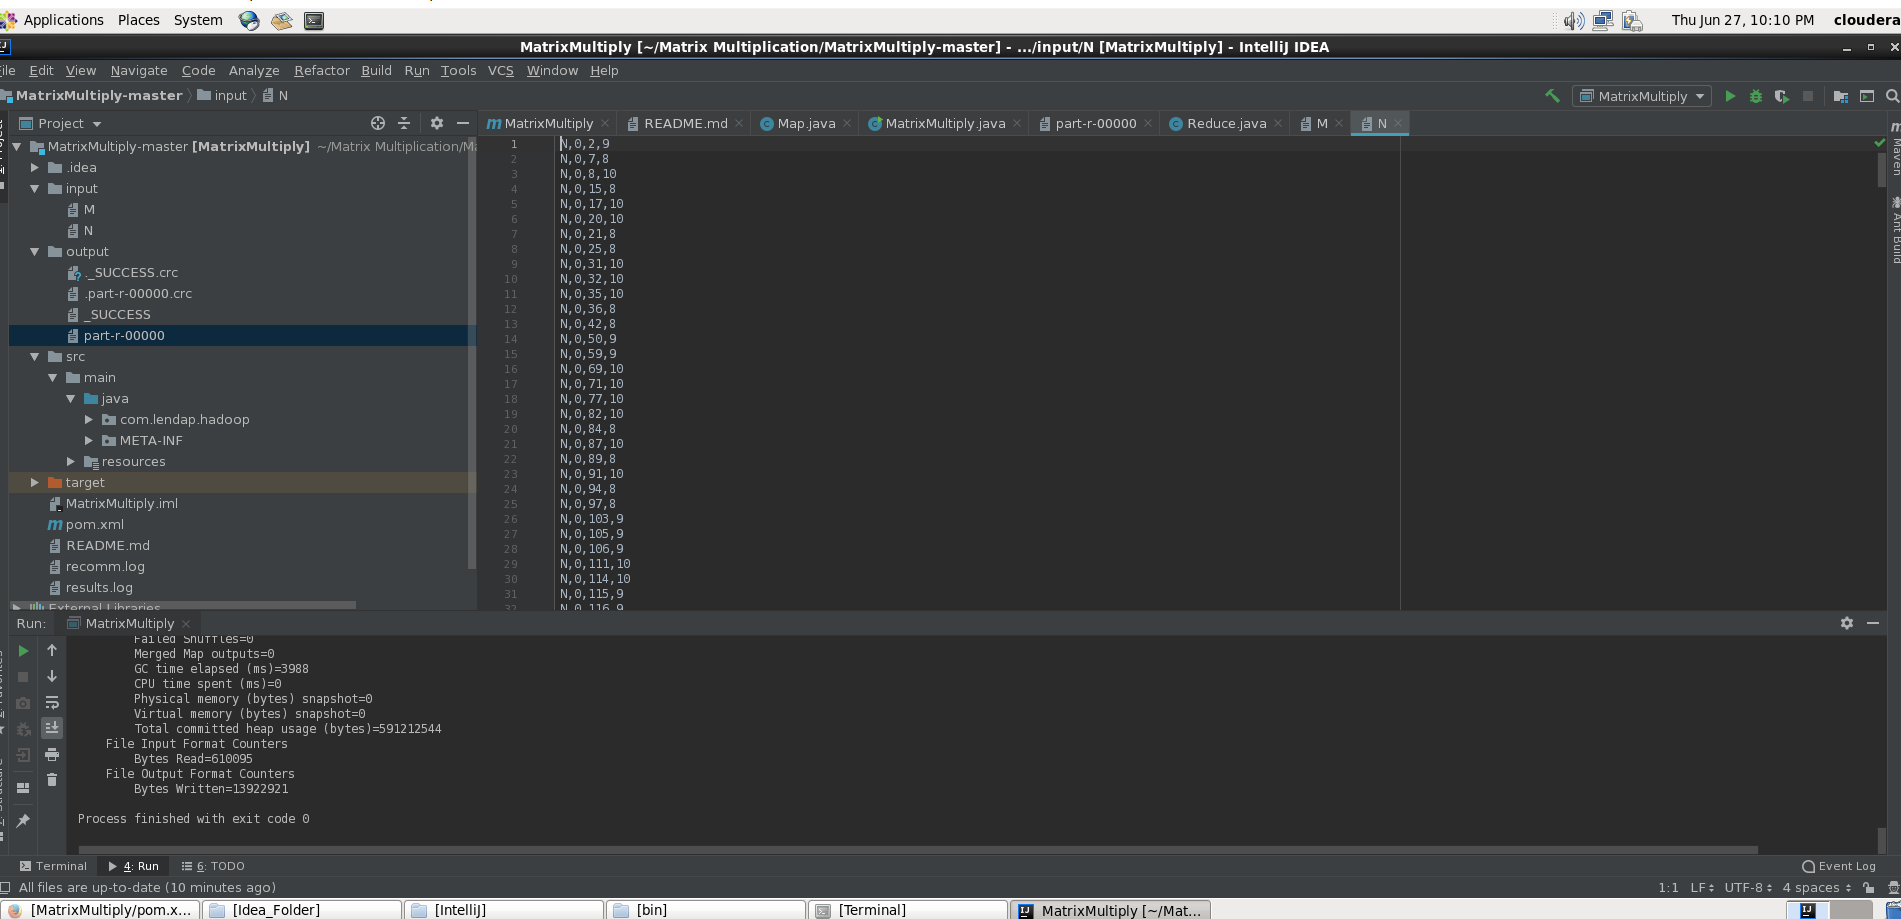 Applications Places System
Thu Jun 27, 10:10 PM cloudera
MatrixMultiply [~/Matrix Multiplication/MatrixMultiply-master] - .../input/N [MatrixMultiply] - IntelliJ IDEA
ile Edit View Navigate Code Analyze Refactor Build Run Tools VCS Window Help
MatrixMultiply-master input N
MatrixMultiply
Project
MatrixMultiply README.md Map.java MatrixMultiply.java part-r-00000 Reduce.java M N
MatrixMultiply-master [MatrixMultiply] ~/Matrix Multiplication/Ma
.idea
input
M
N
output
._SUCCESS.crc
.part-r-00000.crc
_SUCCESS
part-r-00000
src
main
java
com.lendap.hadoop
META-INF
resources
target
MatrixMultiply.iml
pom.xml
README.md
recomm.log
results.log
External Libraries
1 N,0,2,9
2 N,0,7,8
3 N,0,8,10
4 N,0,15,8
5 N,0,17,10
6 N,0,20,10
7 N,0,21,8
8 N,0,25,8
9 N,0,31,10
10 N,0,32,10
11 N,0,35,10
12 N,0,36,8
13 N,0,42,8
14 N,0,50,9
15 N,0,59,9
16 N,0,69,10
17 N,0,71,10
18 N,0,77,10
19 N,0,82,10
20 N,0,84,8
21 N,0,87,10
22 N,0,89,8
23 N,0,91,10
24 N,0,94,8
25 N,0,97,8
26 N,0,103,9
27 N,0,105,9
28 N,0,106,9
29 N,0,111,10
30 N,0,114,10
31 N,0,115,9
32 N,0,116,9
Maven
Ant Build
Run: MatrixMultiply
Failed Shuffles=0
Merged Map outputs=0
GC time elapsed (ms)=3988
CPU time spent (ms)=0
Physical memory (bytes) snapshot=0
Virtual memory (bytes) snapshot=0
Total committed heap usage (bytes)=591212544
File Input Format Counters
Bytes Read=610095
File Output Format Counters
Bytes Written=13922921
Process finished with exit code 0
Terminal 4: Run 6: TODO
Event Log
All files are up-to-date (10 minutes ago)
1:1 LF UTF-8 4 spaces
[MatrixMultiply/pom.x... [Idea_Folder] [IntelliJ] [bin] [Terminal] MatrixMultiply [~/Mat...